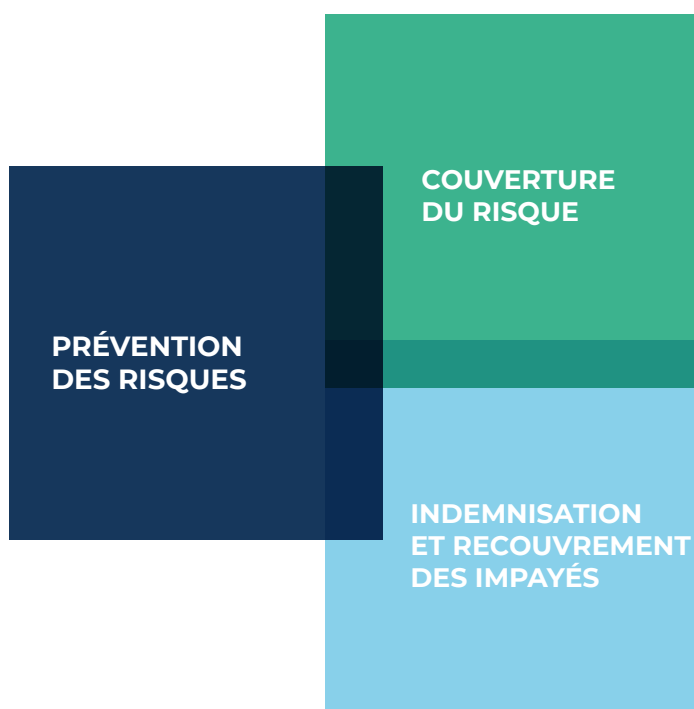 COUVERTURE
DU RISQUE
PRÉVENTION
DES RISQUES
INDEMNISATION
ET RECOUVREMENT
DES IMPAYÉS